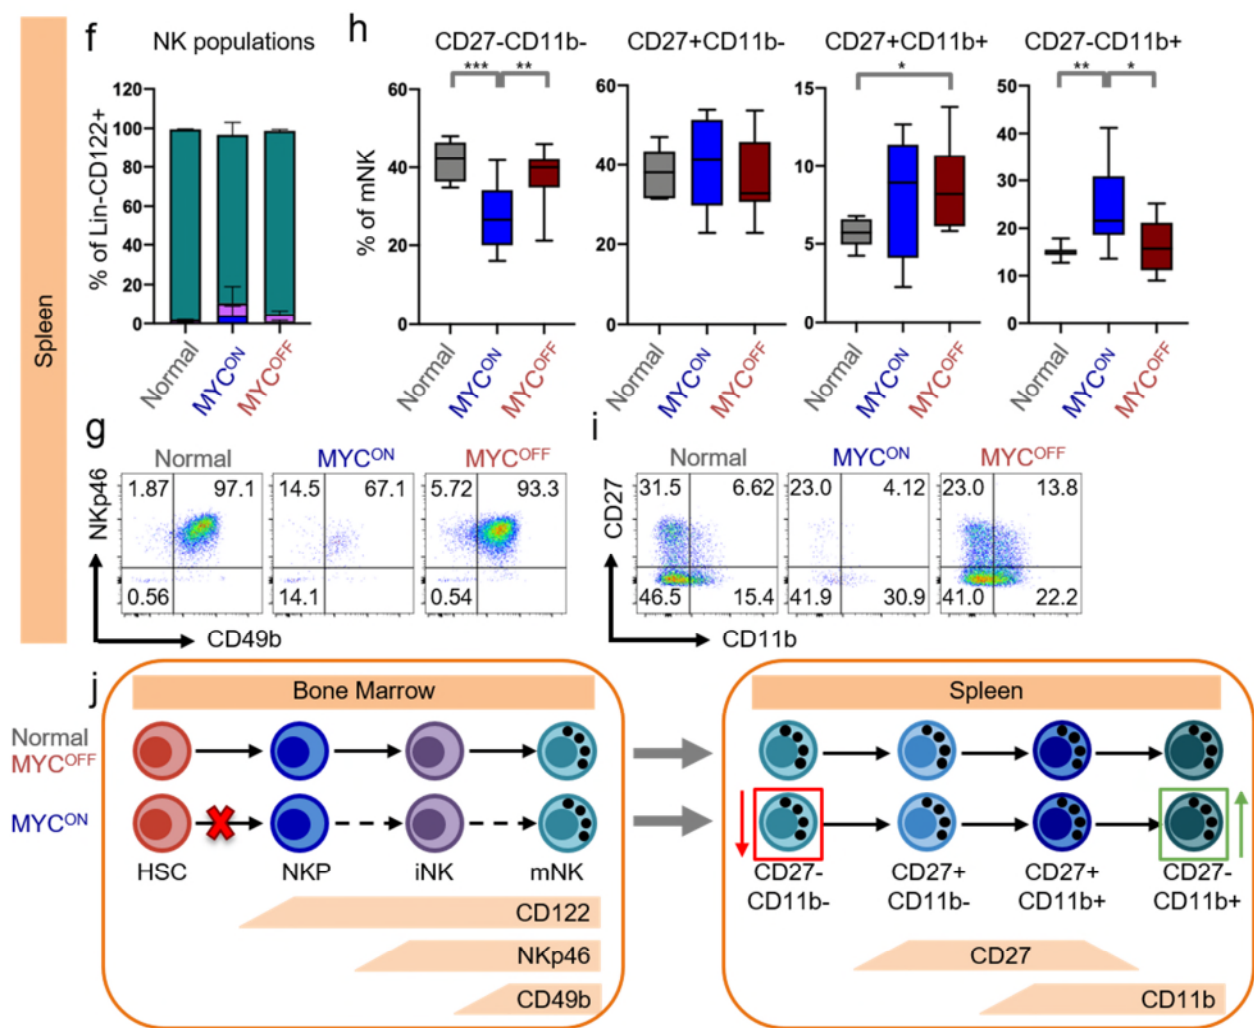 Spleen
f
NK populations
% of Lin-CD122+
120
100
80
60
40
20
0
Normal
MYCON
MYCOFF
h
CD27-CD11b-
CD27+CD11b-
CD27+CD11b+
CD27-CD11b+
% of mNK
***
**
60
40
20
0
Normal
MYCON
MYCOFF
60
40
20
0
Normal
MYCON
MYCOFF
*
15
10
5
0
Normal
MYCON
MYCOFF
**
*
50
40
30
20
10
0
Normal
MYCON
MYCOFF
g
Normal
MYCON
MYCOFF
NKp46
1.87
97.1
0.56
14.5
67.1
14.1
5.72
93.3
0.54
CD49b
i
Normal
MYCON
MYCOFF
CD27
31.5
6.62
46.5
15.4
23.0
4.12
41.9
30.9
23.0
13.8
41.0
22.2
CD11b
j
Bone Marrow
Normal
MYCOFF
MYCON
HSC
NKP
iNK
mNK
CD122
NKp46
CD49b
Spleen
CD27-
CD11b-
CD27+
CD11b-
CD27+
CD11b+
CD27-
CD11b+
CD27
CD11b